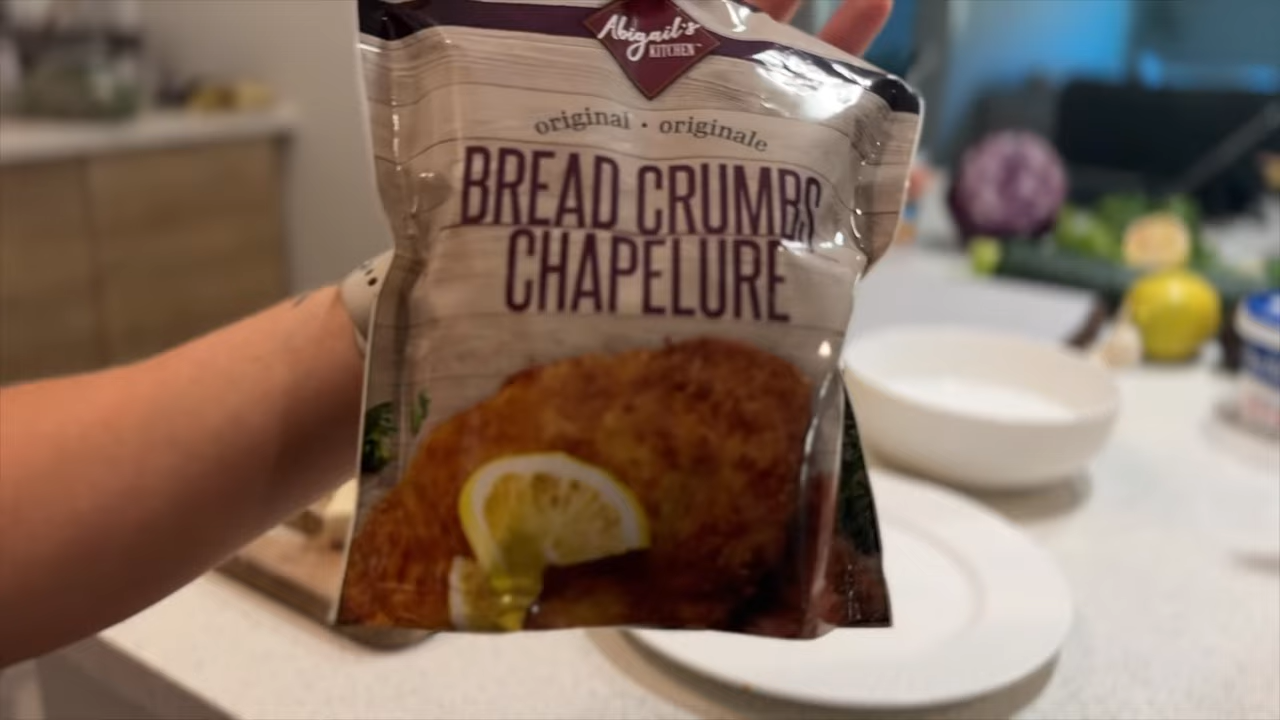 Abigail's
KITCHEN
original · originale
BREAD CRUMBS
CHAPELURE